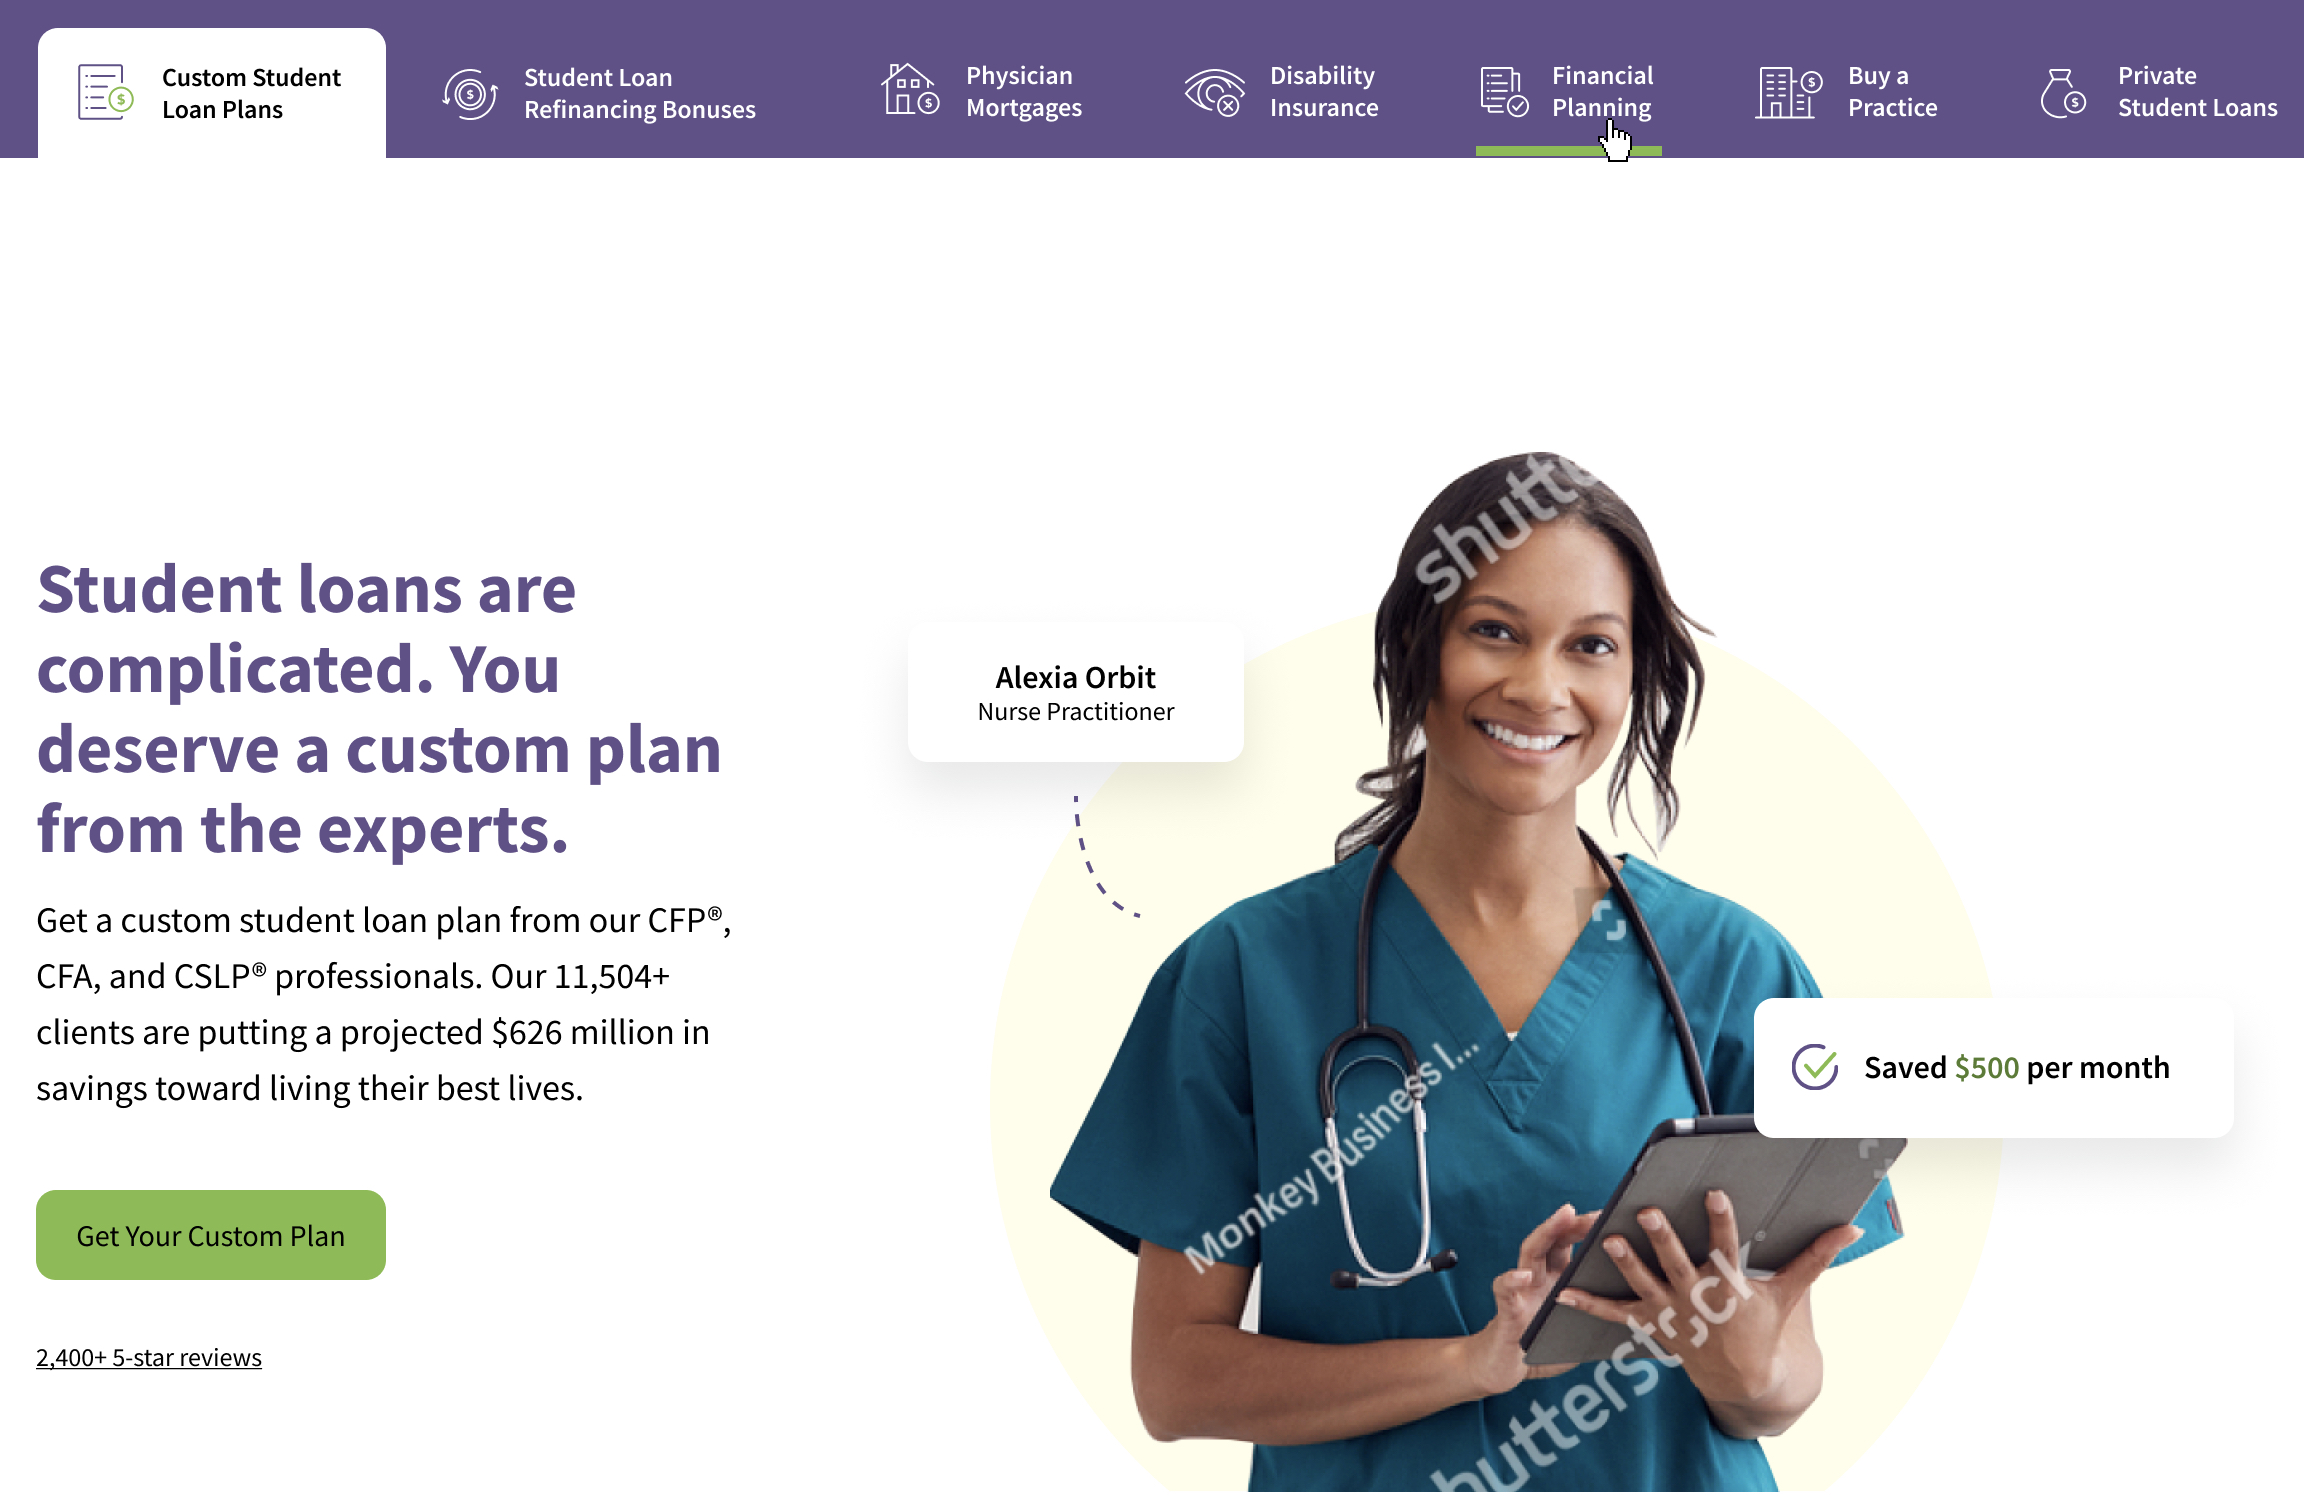 Custom Student
Loan Plans
Student Loan
Refinancing Bonuses
Physician
Mortgages
Disability
Insurance
Financial
Planning
Buy a
Practice
Private
Student Loans
Student loans are
complicated. You
deserve a custom plan
from the experts.
Get a custom student loan plan from our CFP®,
CFA, and CSLP® professionals. Our 11,504+
clients are putting a projected $626 million in
savings toward living their best lives.
Get Your Custom Plan
2,400+ 5-star reviews
Alexia Orbit
Nurse Practitioner
Saved $500 per month
shutte
Monkey Business I...
hutterstock®